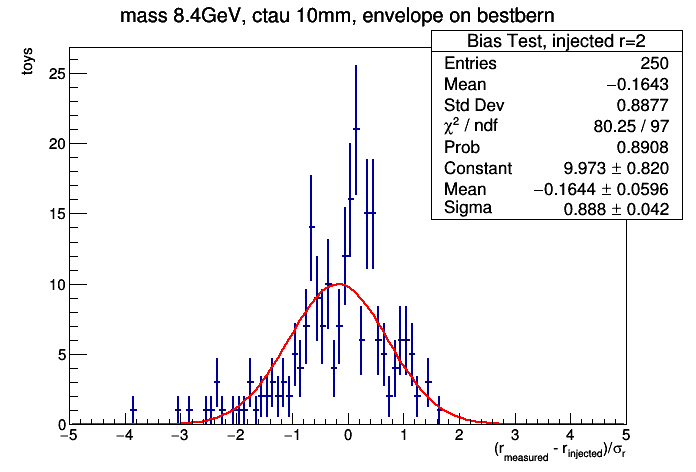 mass 8.4GeV, ctau 10mm, envelope on bestbern
Bias Test, injected r=2
Entries 250
Mean −0.1643
Std Dev 0.8877
χ² / ndf 80.25 / 97
Prob 0.8908
Constant 9.973 ± 0.820
Mean −0.1644 ± 0.0596
Sigma 0.888 ± 0.042
toys
25
20
15
10
5
0
−5 −4 −3 −2 −1 0 1 2 3 4 5
(r_measured - r_injected)/σ_r